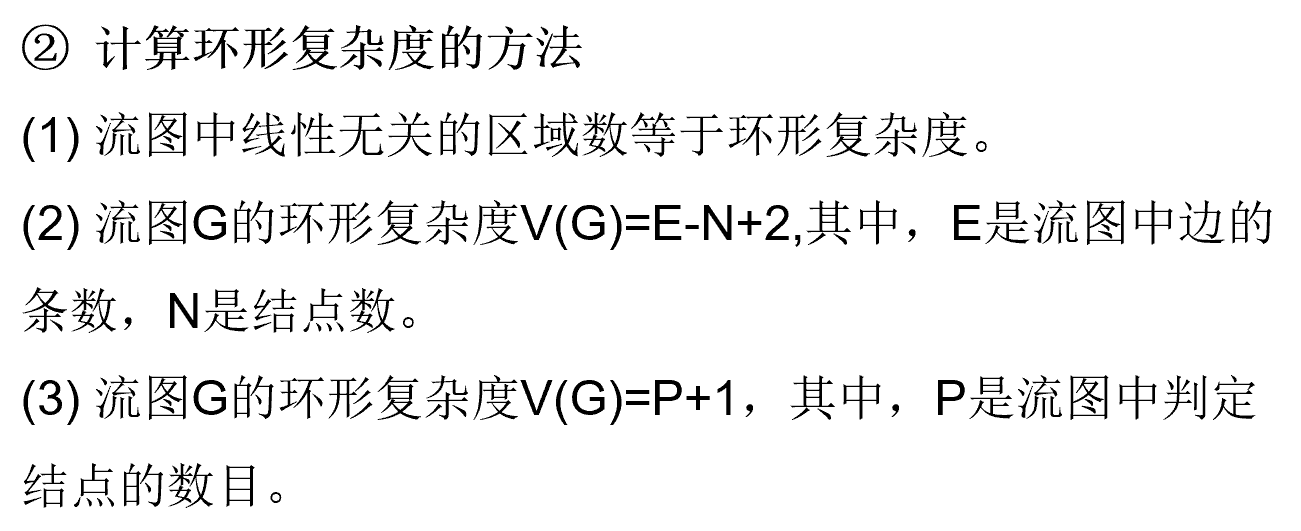 ② 计算环形复杂度的方法
(1) 流图中线性无关的区域数等于环形复杂度。
(2) 流图G的环形复杂度V(G)=E-N+2,其中，E是流图中边的
条数，N是结点数。
(3) 流图G的环形复杂度V(G)=P+1，其中，P是流图中判定
结点的数目。